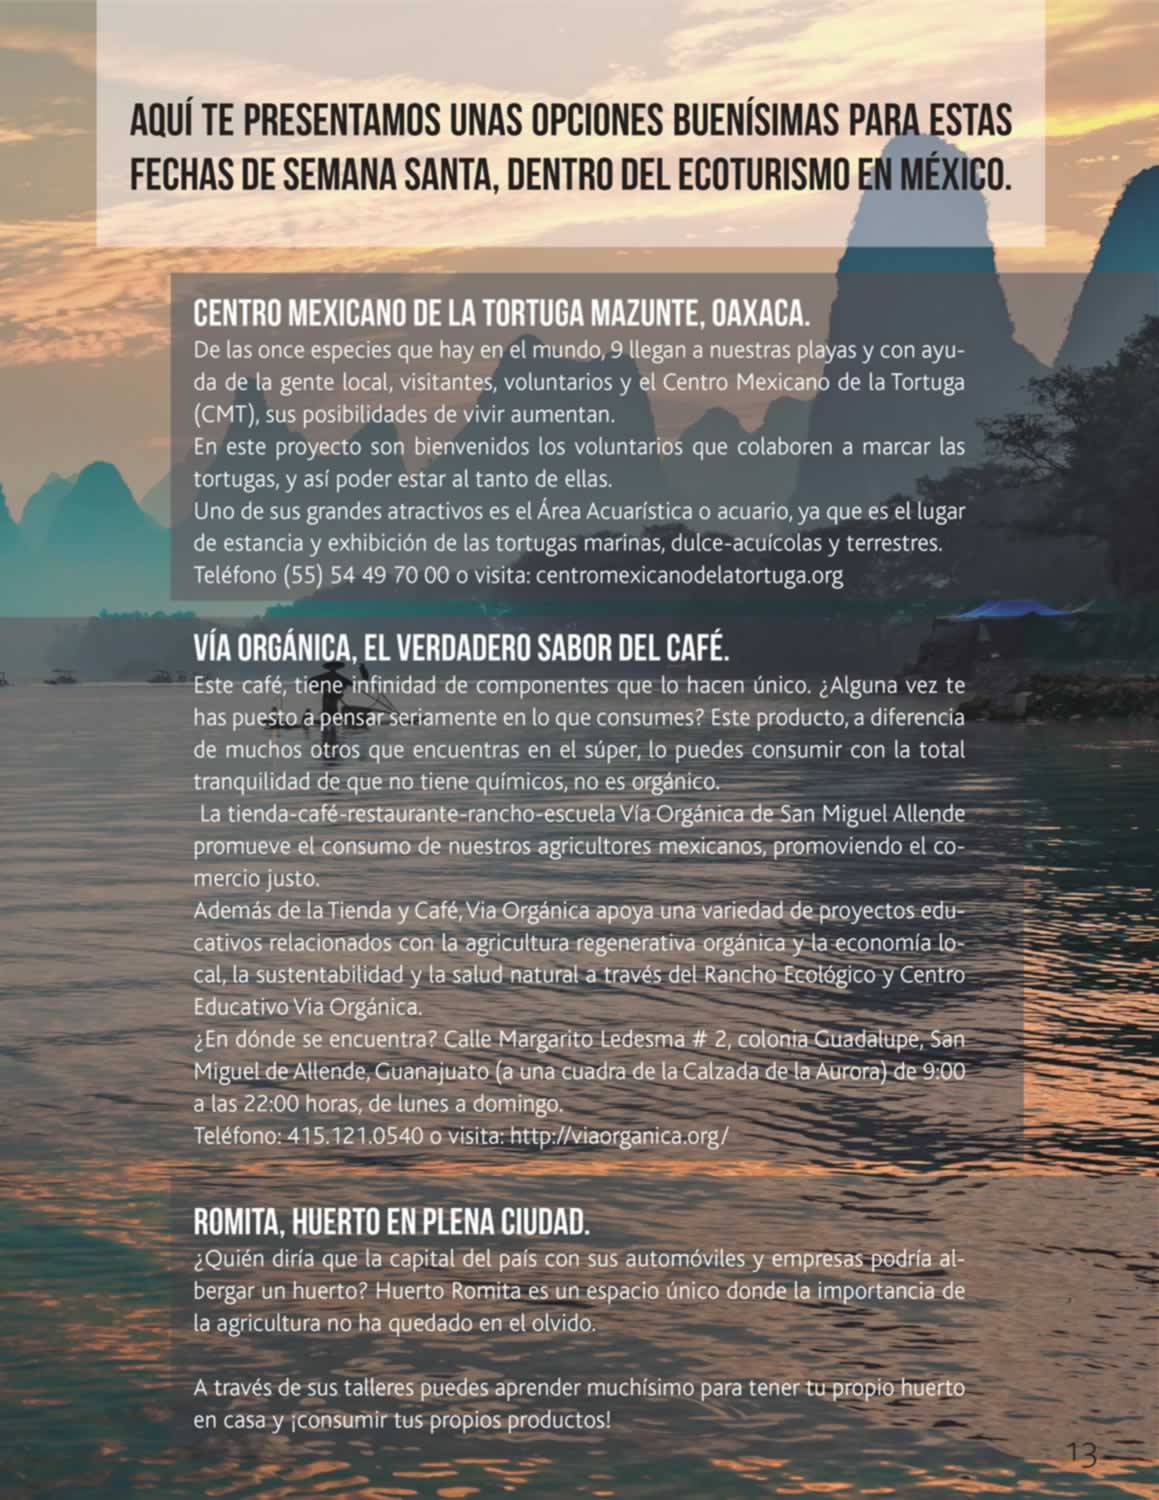 AQUÍ TE PRESENTAMOS UNAS OPCIONES BUENÍSIMAS PARA ESTAS
FECHAS DE SEMANA SANTA, DENTRO DEL ECOTURISMO EN MÉXICO.
CENTRO MEXICANO DE LA TORTUGA MAZUNTE, OAXACA.
De las once especies que hay en el mundo, 9 llegan a nuestras playas y con ayu-
da de la gente local, visitantes, voluntarios y el Centro Mexicano de la Tortuga
(CMT), sus posibilidades de vivir aumentan.
En este proyecto son bienvenidos los voluntarios que colaboren a marcar las
tortugas, y así poder estar al tanto de ellas.
Uno de sus grandes atractivos es el Área Acuarística o acuario, ya que es el lugar
de estancia y exhibición de las tortugas marinas, dulce-acuícolas y terrestres.
Teléfono (55) 54 49 70 00 o visita: centromexicanodelatortuga.org
VÍA ORGÁNICA, EL VERDADERO SABOR DEL CAFÉ.
Este café, tiene infinidad de componentes que lo hacen único. ¿Alguna vez te
has puesto a pensar seriamente en lo que consumes? Este producto, a diferencia
de muchos otros que encuentras en el súper, lo puedes consumir con la total
tranquilidad de que no tiene químicos, no es orgánico.
La tienda-café-restaurante-rancho-escuela Vía Orgánica de San Miguel Allende
promueve el consumo de nuestros agricultores mexicanos, promoviendo el co-
mercio justo.
Además de la Tienda y Café, Via Orgánica apoya una variedad de proyectos edu-
cativos relacionados con la agricultura regenerativa orgánica y la economía lo-
cal, la sustentabilidad y la salud natural a través del Rancho Ecológico y Centro
Educativo Via Orgánica.
¿En dónde se encuentra? Calle Margarito Ledesma # 2, colonia Guadalupe, San
Miguel de Allende, Guanajuato (a una cuadra de la Calzada de la Aurora) de 9:00
a las 22:00 horas, de lunes a domingo.
Teléfono: 415.121.0540 o visita: http://viaorganica.org/
ROMITA, HUERTO EN PLENA CIUDAD.
¿Quién diría que la capital del país con sus automóviles y empresas podría al-
bergar un huerto? Huerto Romita es un espacio único donde la importancia de
la agricultura no ha quedado en el olvido.
A través de sus talleres puedes aprender muchísimo para tener tu propio huerto
en casa y ¡consumir tus propios productos!
13